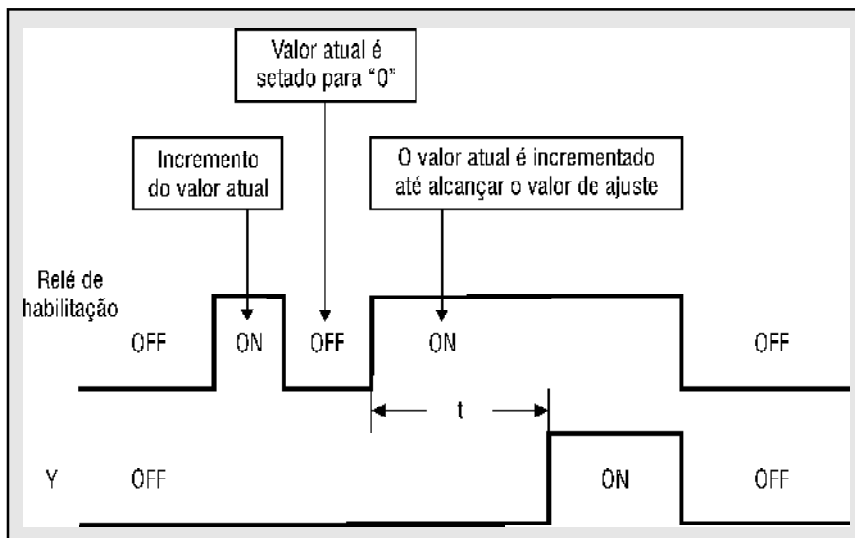 Valor atual é
setado para “0”
Incremento
do valor atual
O valor atual é incrementado
até alcançar o valor de ajuste
Relé de
habilitação
OFF ON OFF ON OFF
t
Y OFF ON OFF